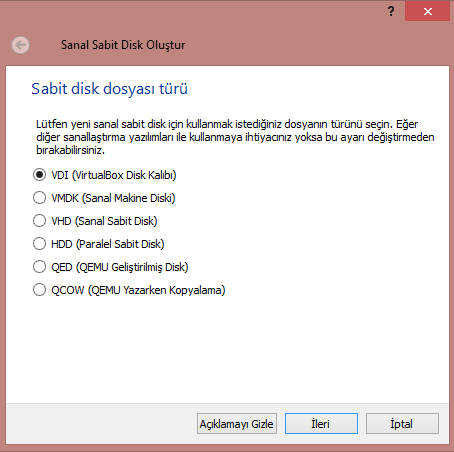 ?
Sanal Sabit Disk Oluştur
Sabit disk dosyası türü
Lütfen yeni sanal sabit disk için kullanmak istediğiniz dosyanın türünü seçin. Eğer
diğer sanallaştırma yazılımları ile kullanmaya ihtiyacınız yoksa bu ayarı değiştirmeden
bırakabilirsiniz.
VDI (VirtualBox Disk Kalıbı)
VMDK (Sanal Makine Diski)
VHD (Sanal Sabit Disk)
HDD (Paralel Sabit Disk)
QED (QEMU Geliştirilmiş Disk)
QCOW (QEMU Yazarken Kopyalama)
Açıklamayı Gizle
İleri
İptal